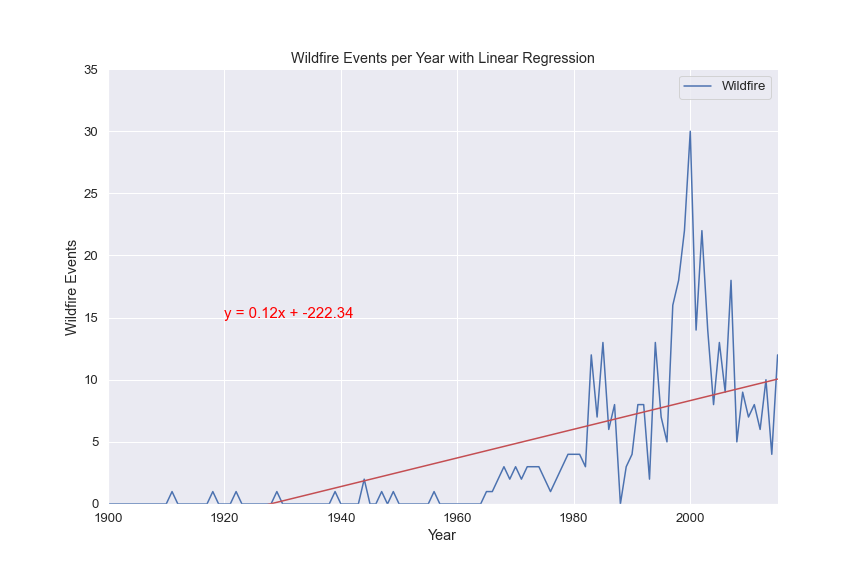 Wildfire Events per Year with Linear Regression
Wildfire
35
30
25
20
15
10
5
0
Wildfire Events
y = 0.12x + -222.34
1900 1920 1940 1960 1980 2000
Year